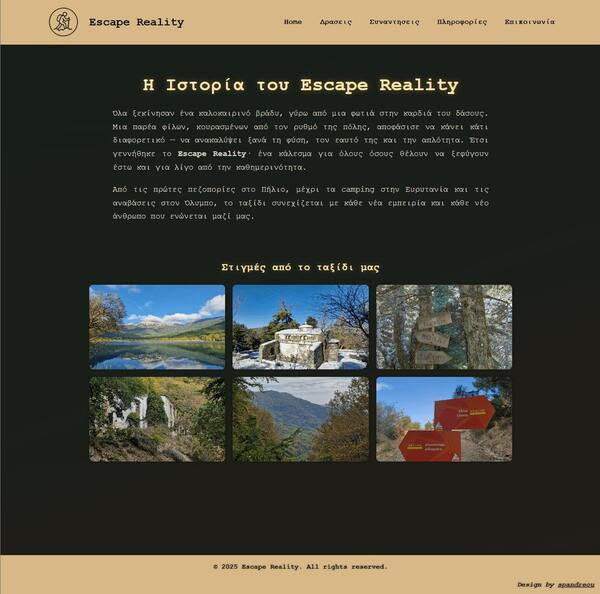 Escape Reality
Home Δρασεις Συναντησεις Πληροφορίες Επικοινωνία
Η Ιστορία του Escape Reality
Όλα ξεκίνησαν ένα καλοκαιρινό βράδυ, γύρω από μια φωτιά στην καρδιά του δάσους.
Μια παρέα φίλων, κουρασμένων από τον ρυθμό της πόλης, αποφάσισε να κάνει κάτι
διαφορετικό — να ανακαλύψει ξανά τη φύση, τον εαυτό της και την απλότητα. Έτσι
γεννήθηκε το Escape Reality· ένα κάλεσμα για όλους όσους θέλουν να ξεφύγουν
έστω και για λίγο από την καθημερινότητα.
Από τις πρώτες πεζοπορίες στο Πήλιο, μέχρι τα camping στην Ευρυτανία και τις
αναβάσεις στον Όλυμπο, το ταξίδι συνεχίζεται με κάθε νέα εμπειρία και κάθε νέο
άνθρωπο που ενώνεται μαζί μας.
Στιγμές από το ταξίδι μας
© 2025 Escape Reality. All rights reserved.
Design by spandreou